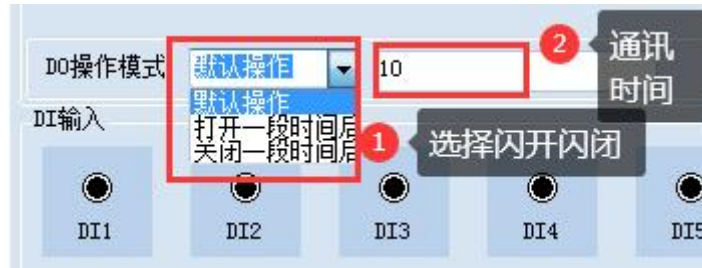 DO操作模式
默认操作
10
2
通讯
时间
默认操作
打开一段时间后
关闭一段时间后
1
选择闪开闪闭
DI输入
DI1
DI2
DI3
DI4
DI5